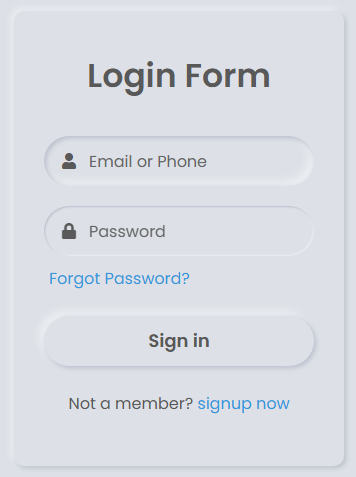 Login Form
Email or Phone
Password
Forgot Password?
Sign in
Not a member? signup now